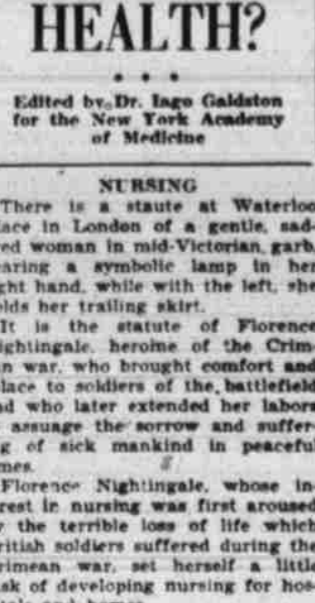 HEALTH?
Edited by Dr. Iago Galdston
for the New York Academy
of Medicine
NURSING
There is a staute at Waterloo
lace in London of a gentle, sad-
ed woman in mid-Victorian garb,
earing a symbolic lamp in her
ght hand, while with the left, she
olds her trailing skirt.
It is the statute of Florence
ightingale, heroine of the Crim-
an war, who brought comfort and
lace to soldiers of the battlefield
nd who later extended her labors
assuage the sorrow and suffer-
g of sick mankind in peaceful
mes.
Florence Nightingale, whose in-
rest in nursing was first aroused
y the terrible loss of life which
ritish soldiers suffered during the
rimean war, set herself a little
sk of developing nursing for hos-